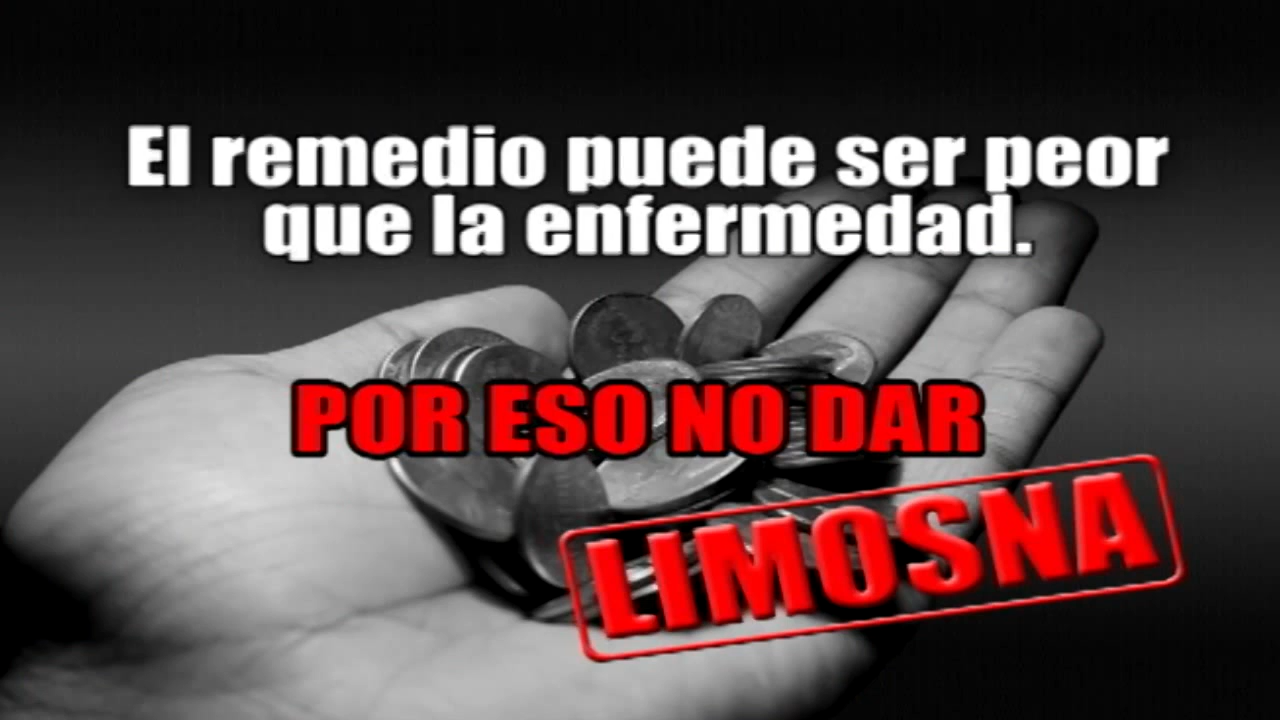 El remedio puede ser peor
que la enfermedad.
POR ESO NO DAR
LIMOSNA